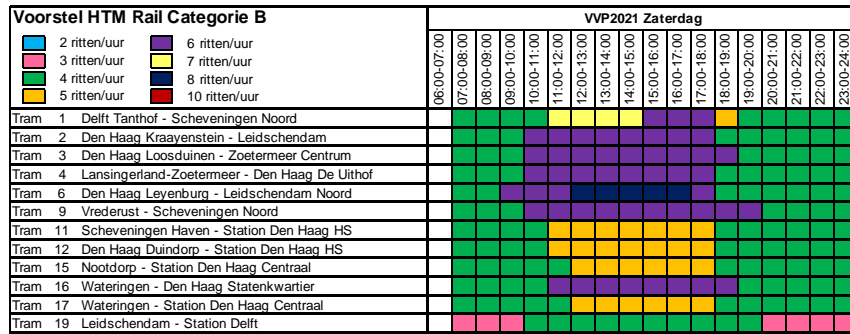 Voorstel HTM Rail Categorie B
VVP2021 Zaterdag
2 ritten/uur 6 ritten/uur
3 ritten/uur 7 ritten/uur
4 ritten/uur 8 ritten/uur
5 ritten/uur 10 ritten/uur
06:00-07:00 07:00-08:00 08:00-09:00 09:00-10:00 10:00-11:00 11:00-12:00 12:00-13:00 13:00-14:00 14:00-15:00 15:00-16:00 16:00-17:00 17:00-18:00 18:00-19:00 19:00-20:00 20:00-21:00 21:00-22:00 22:00-23:00 23:00-24:00
Tram 1 Delft Tanthof - Scheveningen Noord
Tram 2 Den Haag Kraayenstein - Leidschendam
Tram 3 Den Haag Loosduinen - Zoetermeer Centrum
Tram 4 Lansingerland-Zoetermeer - Den Haag De Uithof
Tram 6 Den Haag Leyenburg - Leidschendam Noord
Tram 9 Vrederust - Scheveningen Noord
Tram 11 Scheveningen Haven - Station Den Haag HS
Tram 12 Den Haag Duindorp - Station Den Haag HS
Tram 15 Nootdorp - Station Den Haag Centraal
Tram 16 Wateringen - Den Haag Statenkwartier
Tram 17 Wateringen - Station Den Haag Centraal
Tram 19 Leidschendam - Station Delft